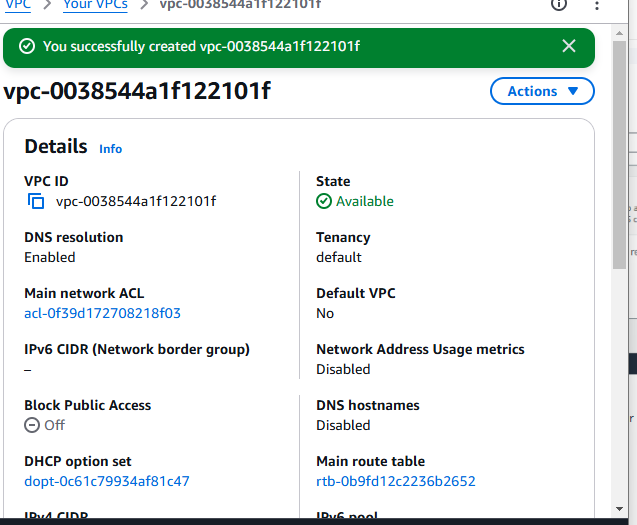 VPC > Your VPCs > vpc-0038544a1f122101f
You successfully created vpc-0038544a1f122101f
vpc-0038544a1f122101f
Actions
Details Info
VPC ID
vpc-0038544a1f122101f
State
Available
DNS resolution
Enabled
Tenancy
default
Main network ACL
acl-0f39d172708218f03
Default VPC
No
IPv6 CIDR (Network border group)
–
Network Address Usage metrics
Disabled
Block Public Access
Off
DNS hostnames
Disabled
DHCP option set
dopt-0c61c79934af81c47
Main route table
rtb-0b9fd12c2236b2652
IPv4 CIDR
IPv6 pool